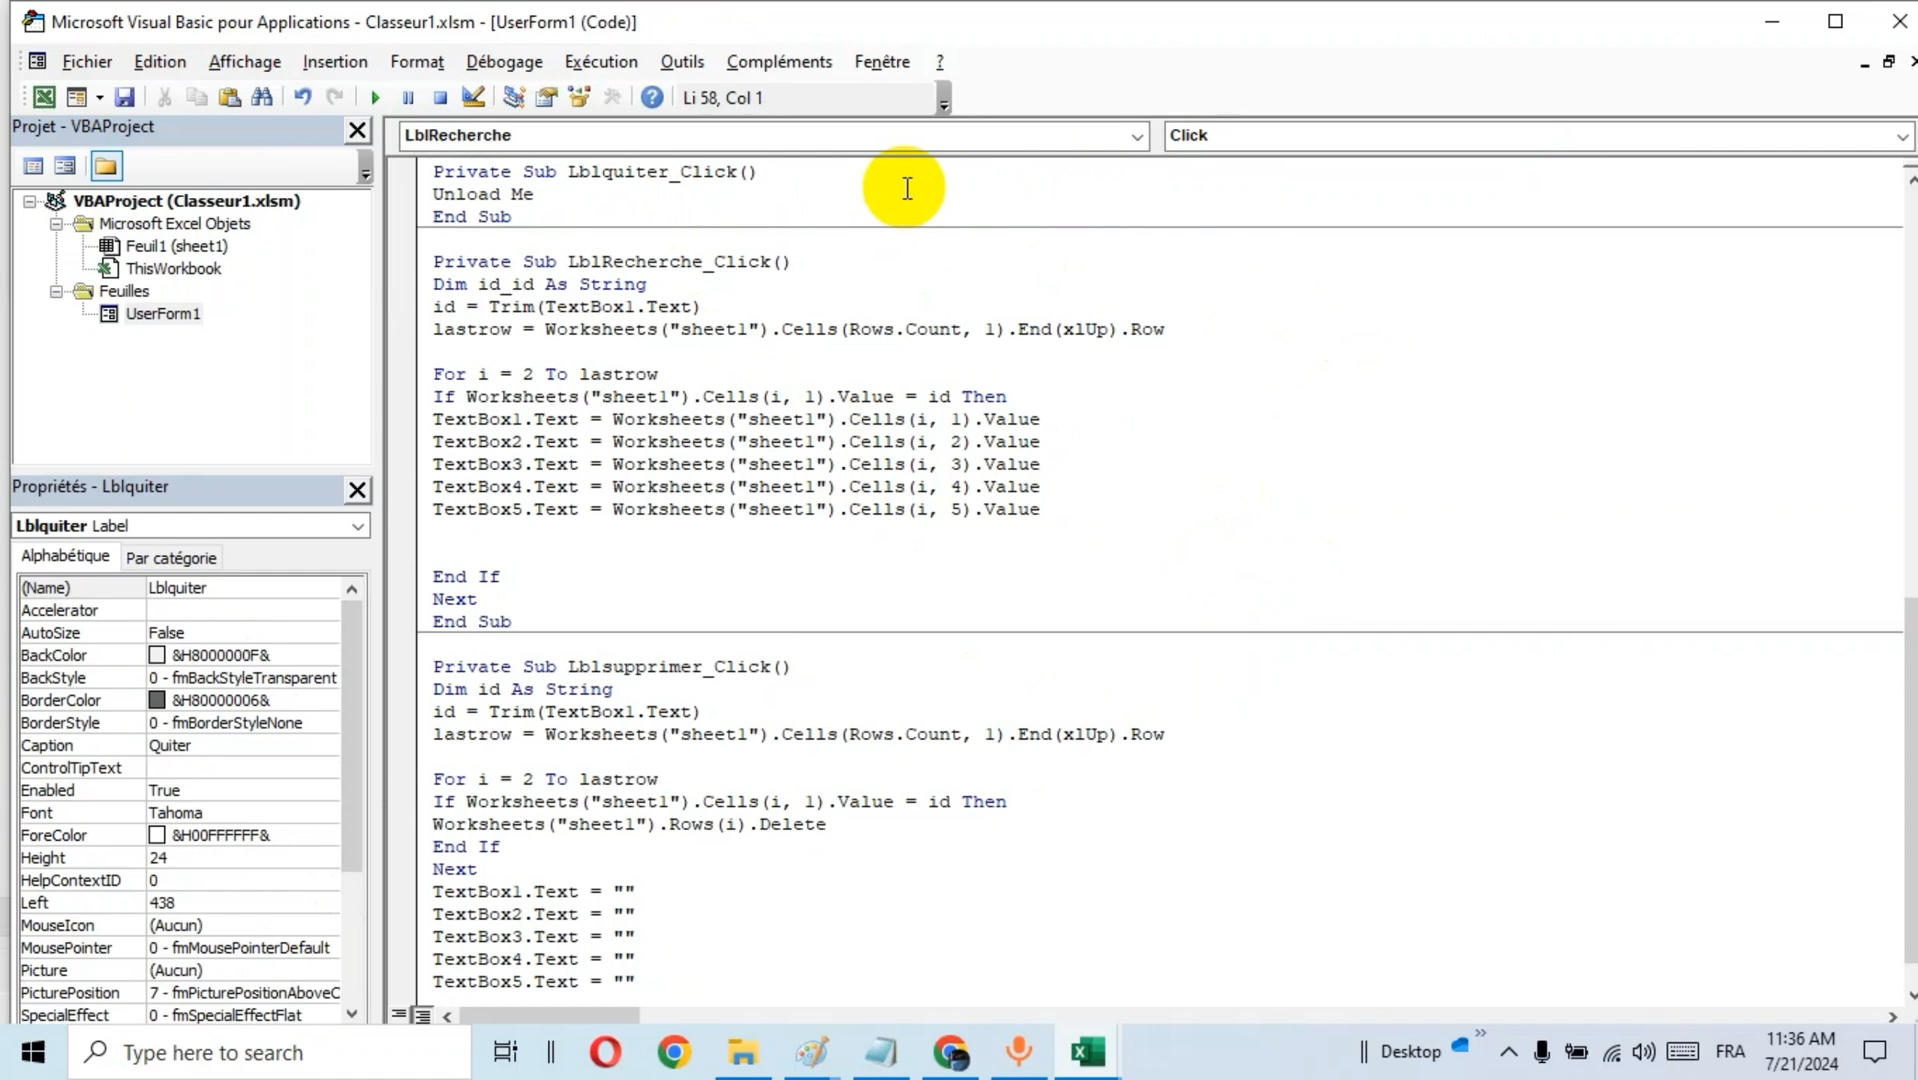 Microsoft Visual Basic pour Applications - Classeur1.xlsm - [UserForm1 (Code)]
Fichier Edition Affichage Insertion Format Débogage Exécution Outils Compléments Fenêtre ?
Li 58, Col 1
Projet - VBAProject
LblRecherche
Click
VBAProject (Classeur1.xlsm)
Microsoft Excel Objets
Feuil1 (sheet1)
ThisWorkbook
Feuilles
UserForm1
Propriétés - Lblquiter
Lblquiter Label
Alphabétique Par catégorie
(Name) Lblquiter
Accelerator
AutoSize False
BackColor &H8000000F&
BackStyle 0 - fmBackStyleTransparent
BorderColor &H80000006&
BorderStyle 0 - fmBorderStyleNone
Caption Quiter
ControlTipText
Enabled True
Font Tahoma
ForeColor &H00FFFFFF&
Height 24
HelpContextID 0
Left 438
MouseIcon (Aucun)
MousePointer 0 - fmMousePointerDefault
Picture (Aucun)
PicturePosition 7 - fmPicturePositionAboveC
SpecialEffect 0 - fmSpecialEffectFlat
Private Sub Lblquiter_Click()
Unload Me
End Sub
Private Sub LblRecherche_Click()
Dim id_id As String
id = Trim(TextBox1.Text)
lastrow = Worksheets("sheet1").Cells(Rows.Count, 1).End(xlUp).Row
For i = 2 To lastrow
If Worksheets("sheet1").Cells(i, 1).Value = id Then
TextBox1.Text = Worksheets("sheet1").Cells(i, 1).Value
TextBox2.Text = Worksheets("sheet1").Cells(i, 2).Value
TextBox3.Text = Worksheets("sheet1").Cells(i, 3).Value
TextBox4.Text = Worksheets("sheet1").Cells(i, 4).Value
TextBox5.Text = Worksheets("sheet1").Cells(i, 5).Value
End If
Next
End Sub
Private Sub Lblsupprimer_Click()
Dim id As String
id = Trim(TextBox1.Text)
lastrow = Worksheets("sheet1").Cells(Rows.Count, 1).End(xlUp).Row
For i = 2 To lastrow
If Worksheets("sheet1").Cells(i, 1).Value = id Then
Worksheets("sheet1").Rows(i).Delete
End If
Next
TextBox1.Text = ""
TextBox2.Text = ""
TextBox3.Text = ""
TextBox4.Text = ""
TextBox5.Text = ""
Type here to search
Desktop
FRA
11:36 AM
7/21/2024